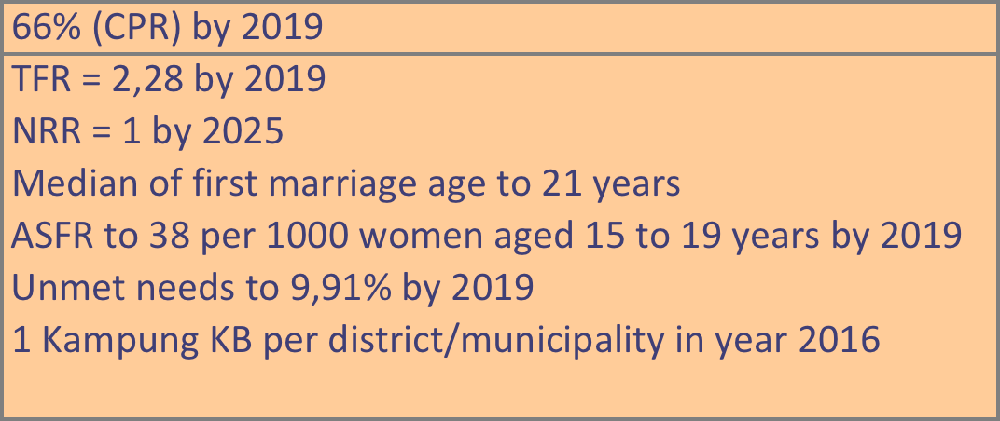 66% (CPR) by 2019
TFR = 2,28 by 2019
NRR = 1 by 2025
Median of first marriage age to 21 years
ASFR to 38 per 1000 women aged 15 to 19 years by 2019
Unmet needs to 9,91% by 2019
1 Kampung KB per district/municipality in year 2016